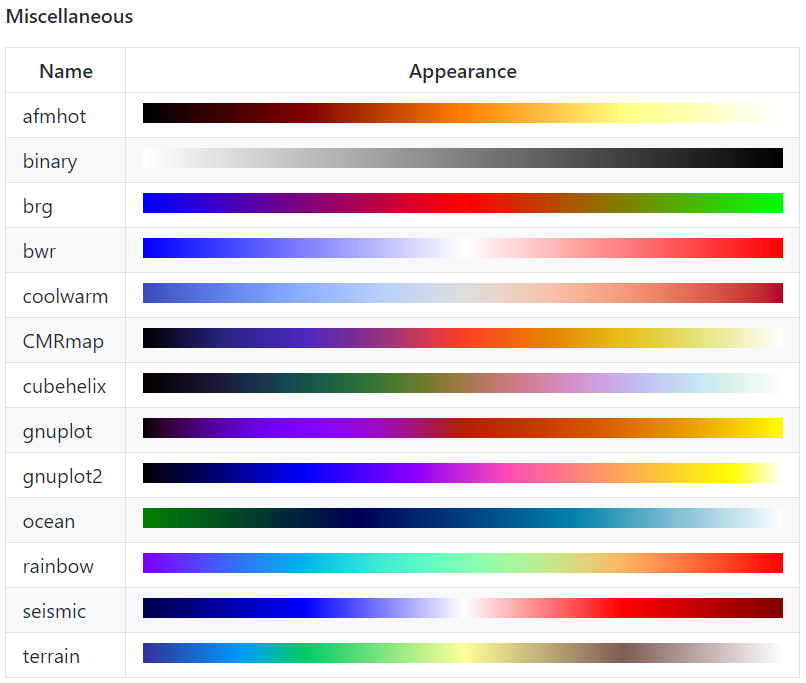 Miscellaneous
Name Appearance
afmhot
binary
brg
bwr
coolwarm
CMRmap
cubehelix
gnuplot
gnuplot2
ocean
rainbow
seismic
terrain